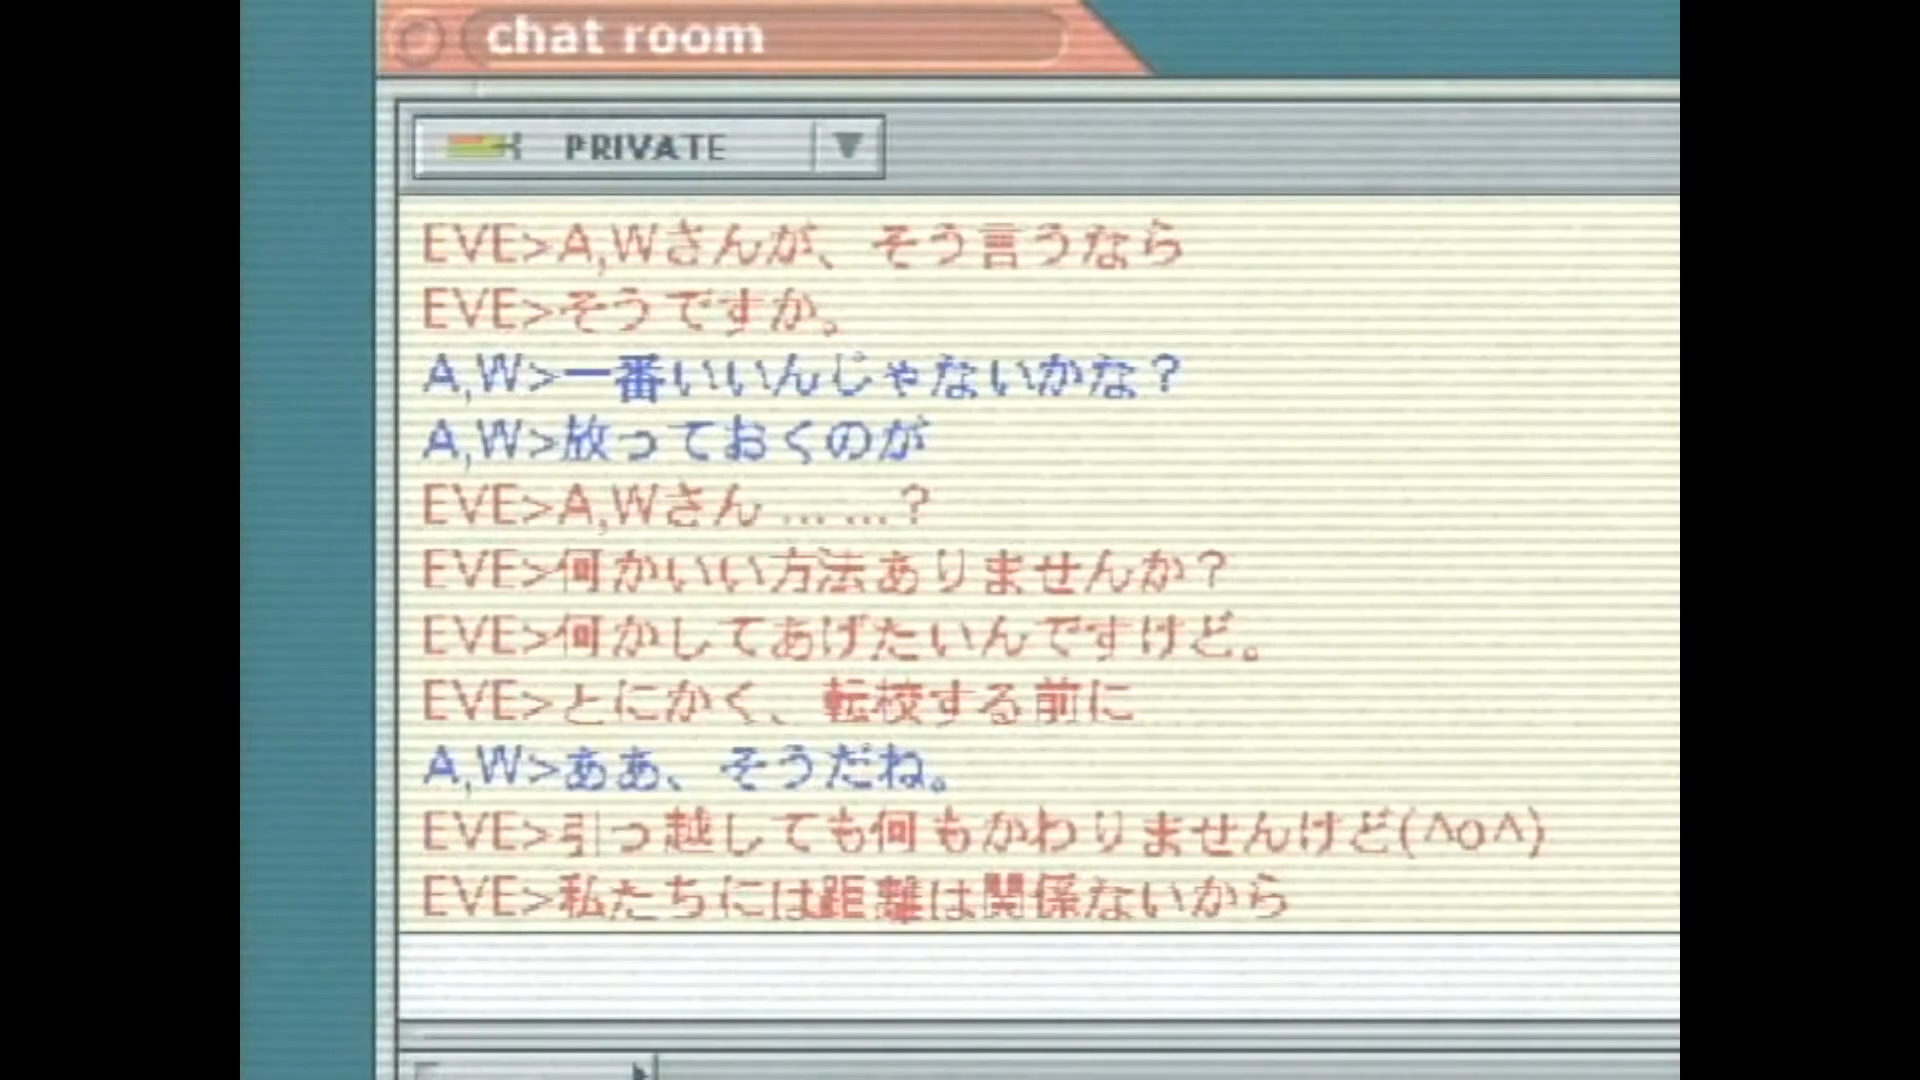 chat room
PRIVATE
EVE>A,Wさんが、そう言うなら
EVE>そうですか。
A,W>一番いいんじゃないかな？
A,W>放っておくのが
EVE>A,Wさん……？
EVE>何かいい方法ありませんか？
EVE>何かしてあげたいんですけど。
EVE>とにかく、転校する前に
A,W>ああ、そうだね。
EVE>引っ越しても何もかわりませんけど(^o^)
EVE>私たちには距離は関係ないから